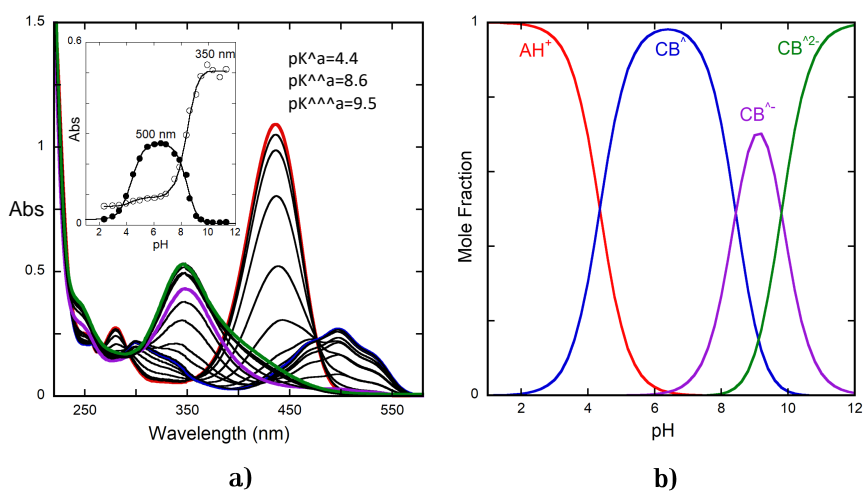 1.5
1
Abs
0.5
0
250
350
450
550
Wavelength (nm)
0.6
Abs
0
2
4
6
8
10
12
pH
350 nm
500 nm
pK^a=4.4
pK^^a=8.6
pK^^^a=9.5
a)
1
Mole Fraction
0
2
4
6
8
10
12
pH
AH+
CB^
CB^-
CB^2-
b)